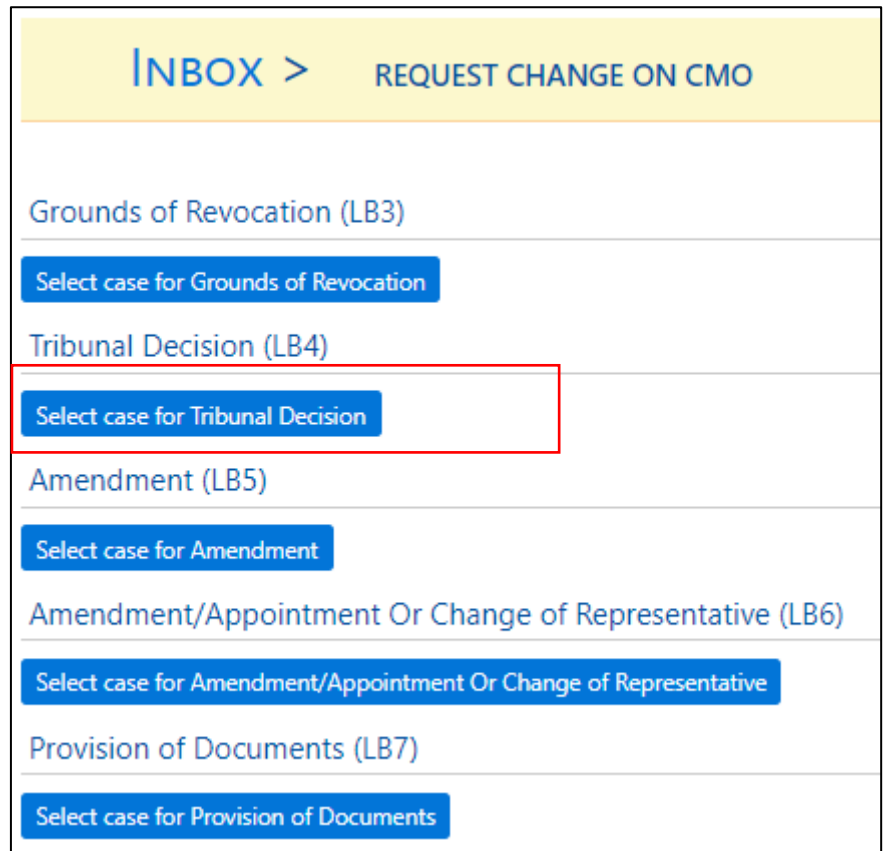 INBOX > REQUEST CHANGE ON CMO
Grounds of Revocation (LB3)
Select case for Grounds of Revocation
Tribunal Decision (LB4)
Select case for Tribunal Decision
Amendment (LB5)
Select case for Amendment
Amendment/Appointment Or Change of Representative (LB6)
Select case for Amendment/Appointment Or Change of Representative
Provision of Documents (LB7)
Select case for Provision of Documents